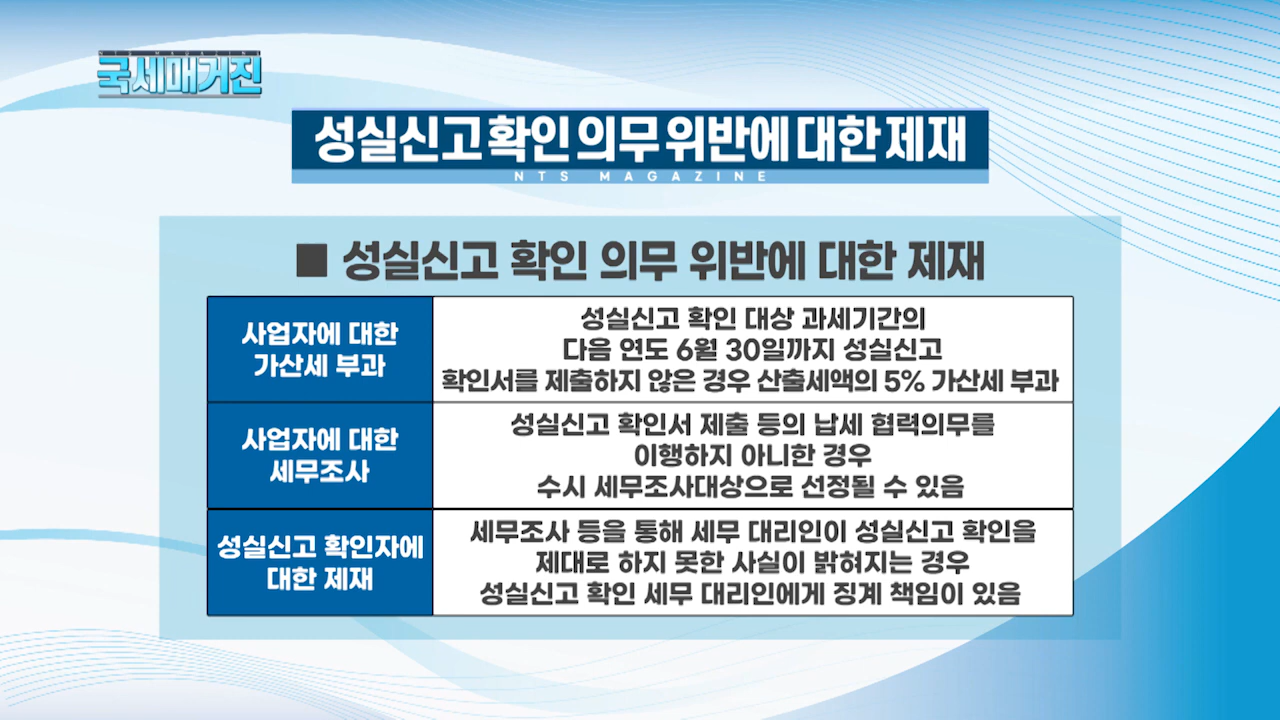 NTS MAGAZINE
국세매거진
성실신고 확인 의무 위반에 대한 제재
NTS MAGAZINE
■ 성실신고 확인 의무 위반에 대한 제재
사업자에 대한
가산세 부과
성실신고 확인 대상 과세기간의
다음 연도 6월 30일까지 성실신고
확인서를 제출하지 않은 경우 산출세액의 5% 가산세 부과
사업자에 대한
세무조사
성실신고 확인서 제출 등의 납세 협력의무를
이행하지 아니한 경우
수시 세무조사대상으로 선정될 수 있음
성실신고 확인자에
대한 제재
세무조사 등을 통해 세무 대리인이 성실신고 확인을
제대로 하지 못한 사실이 밝혀지는 경우
성실신고 확인 세무 대리인에게 징계 책임이 있음